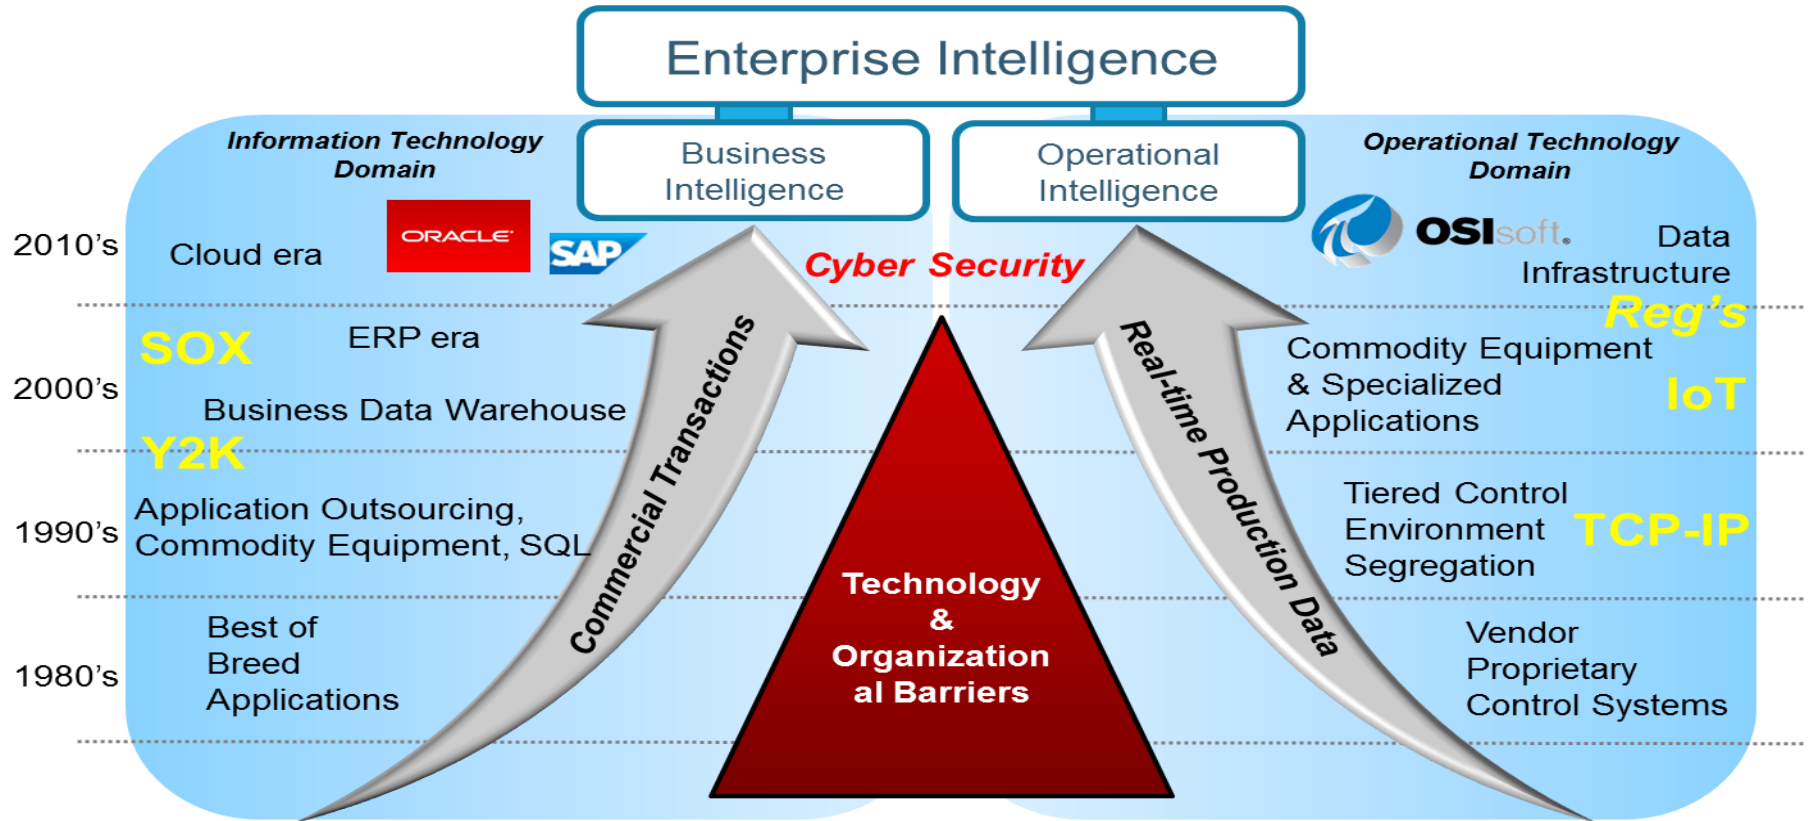 Enterprise Intelligence
Information Technology
Domain
Business
Intelligence
Operational
Intelligence
Operational Technology
Domain
2010's
Cloud era
ORACLE
SAP
Cyber Security
OSIsoft.
Data
Infrastructure
Reg's
SOX
ERP era
2000's
Business Data Warehouse
Y2K
Commodity Equipment
& Specialized
Applications
IoT
1990's
Application Outsourcing,
Commodity Equipment, SQL
Tiered Control
Environment
Segregation
TCP-IP
1980's
Best of
Breed
Applications
Commercial Transactions
Technology
&
Organization
al Barriers
Real-time Production Data
Vendor
Proprietary
Control Systems